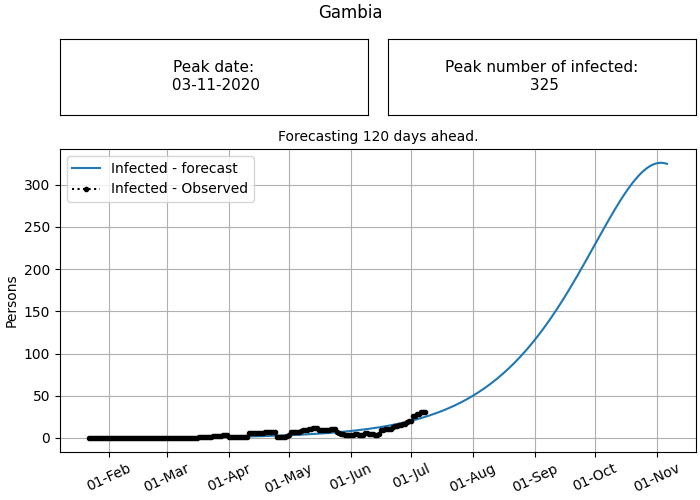 Gambia
Peak date:
03-11-2020
Peak number of infected:
325
Forecasting 120 days ahead.
Infected - forecast
Infected - Observed
Persons
300
250
200
150
100
50
0
01-Feb
01-Mar
01-Apr
01-May
01-Jun
01-Jul
01-Aug
01-Sep
01-Oct
01-Nov